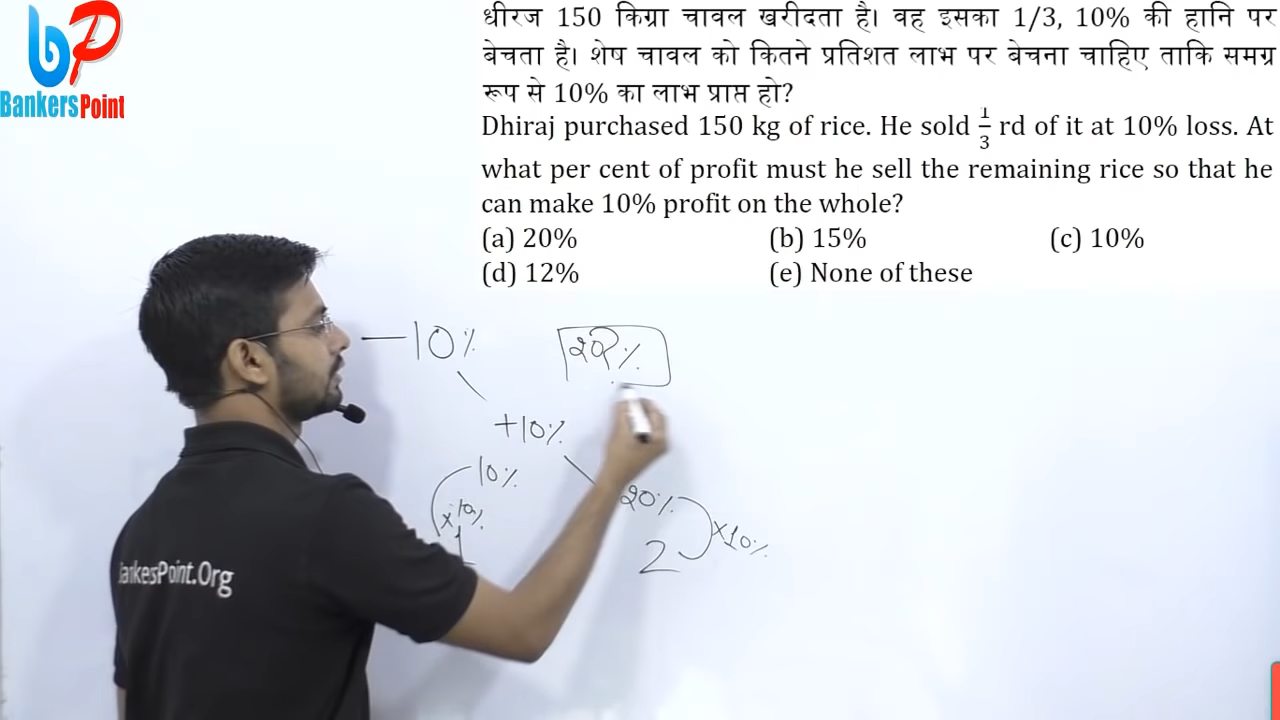 BankersPoint
धीरज 150 किग्रा चावल खरीदता है। वह इसका 1/3, 10% की हानि पर
बेचता है। शेष चावल को कितने प्रतिशत लाभ पर बेचना चाहिए ताकि समग्र
रूप से 10% का लाभ प्राप्त हो?
Dhiraj purchased 150 kg of rice. He sold 1/3 rd of it at 10% loss. At
what per cent of profit must he sell the remaining rice so that he
can make 10% profit on the whole?
(a) 20% (b) 15% (c) 10%
(d) 12% (e) None of these
-10% 20%
+10%
10% 20%
×10% ×10%
1 2
JankesPoint.Org